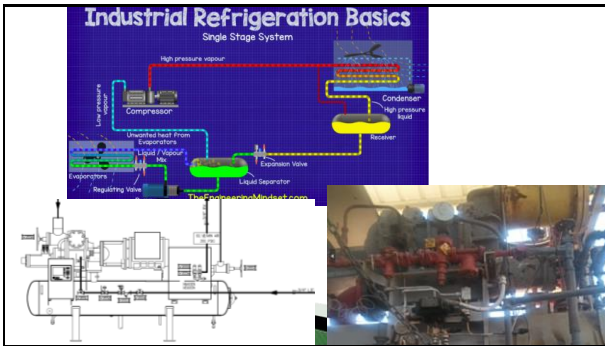 Industrial Refrigeration Basics
Single Stage System
High pressure vapour
Low pressure
vapour
Compressor
Condenser
High pressure
liquid
Receiver
Unwanted heat from
Evaporators
Liquid / Vapour
Mix
Expansion Valve
Evaporators
Regulating Valve
Liquid Separator
TheEngineeringMindset.com